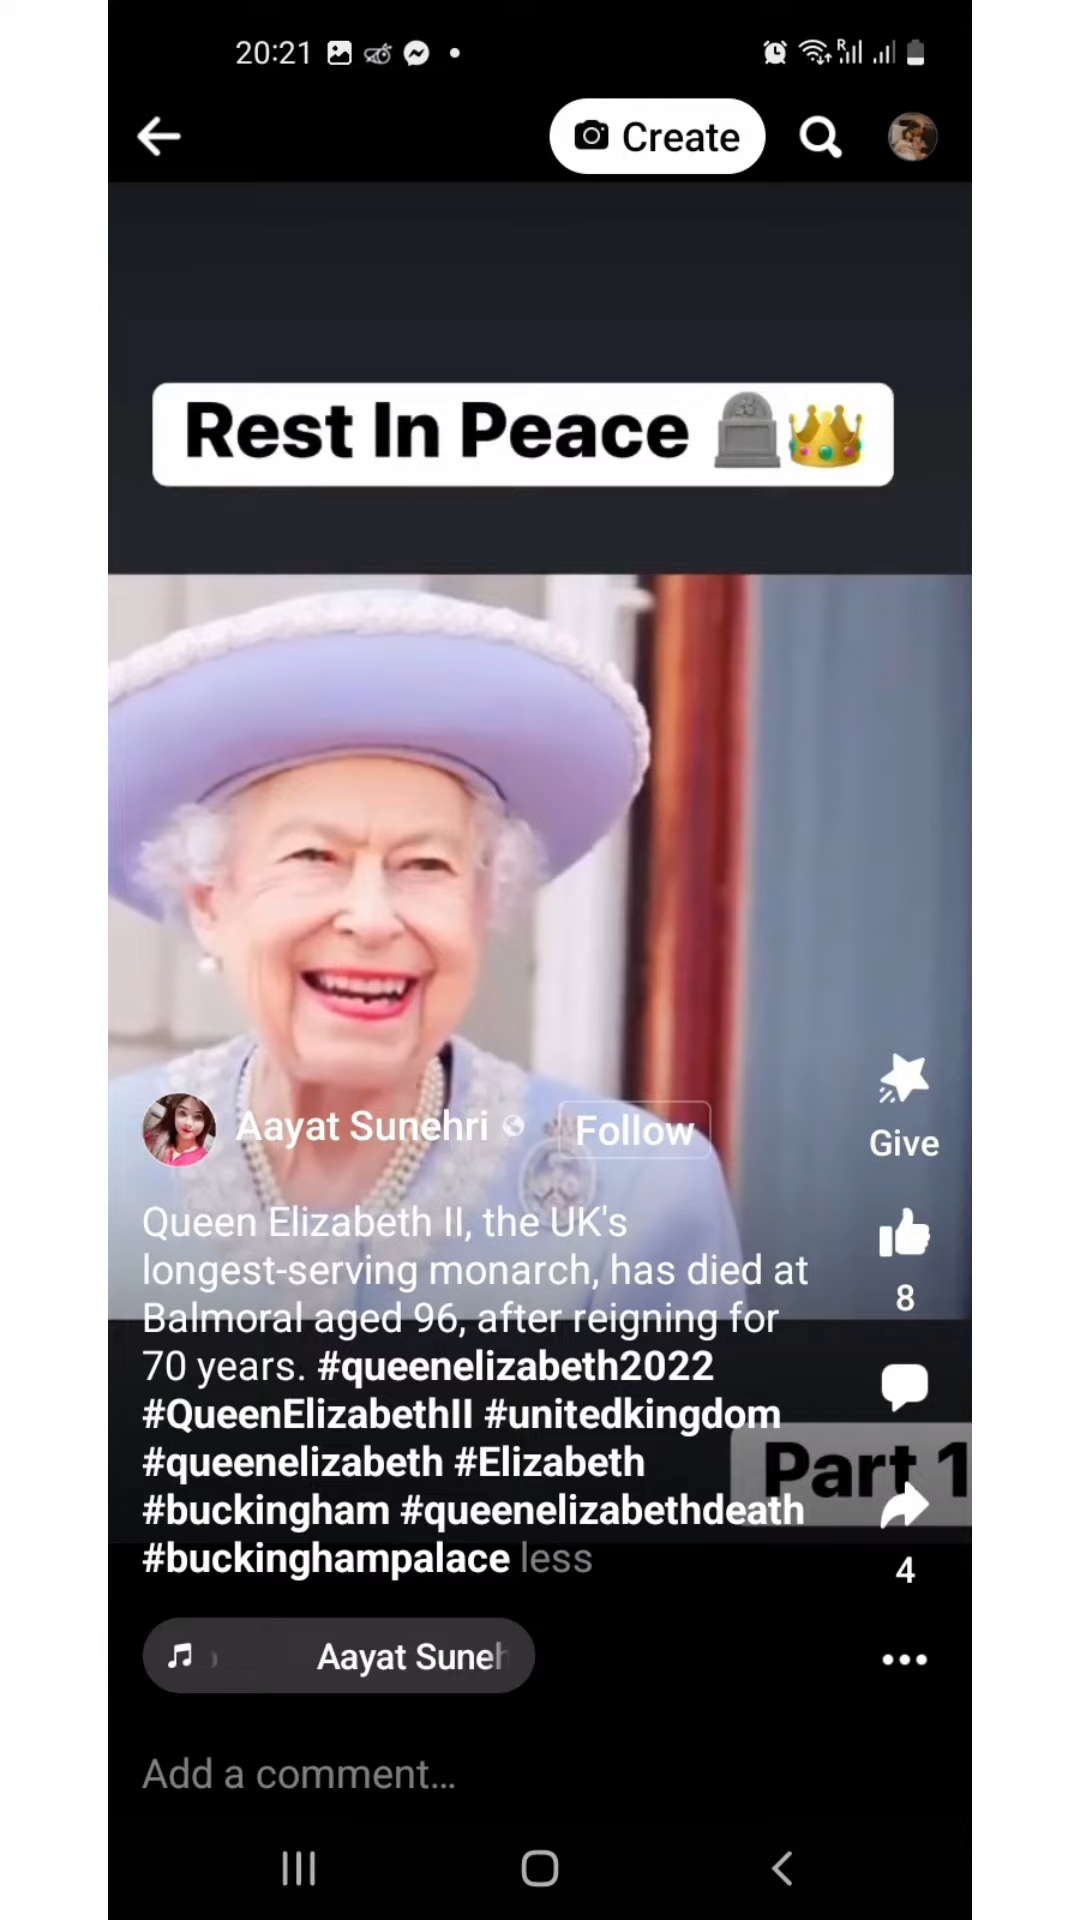 20:21
R
Create
Rest In Peace
Aayat Sunehri
Follow
Give
Queen Elizabeth II, the UK's
longest-serving monarch, has died at
Balmoral aged 96, after reigning for
70 years. #queenelizabeth2022
#QueenElizabethII #unitedkingdom
#queenelizabeth #Elizabeth
#buckingham #queenelizabethdeath
#buckinghampalace less
8
Part 1
4
Aayat Suneh
Add a comment...